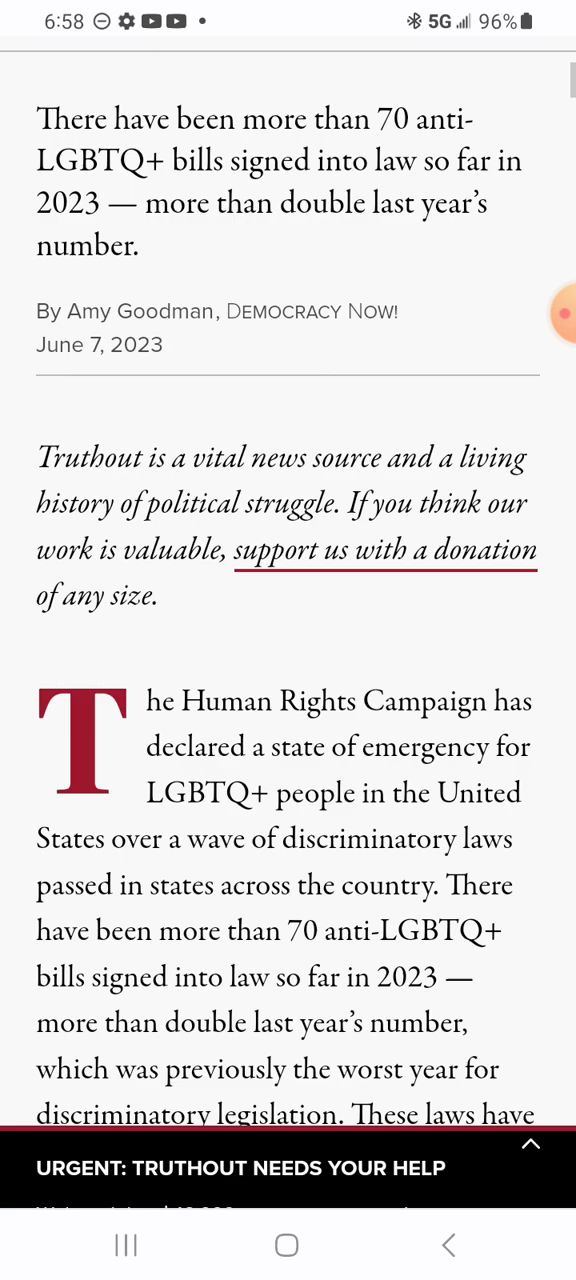 6:58 5G 96%
There have been more than 70 anti-
LGBTQ+ bills signed into law so far in
2023 — more than double last year’s
number.
By Amy Goodman, DEMOCRACY NOW!
June 7, 2023
Truthout is a vital news source and a living
history of political struggle. If you think our
work is valuable, support us with a donation
of any size.
The Human Rights Campaign has
declared a state of emergency for
LGBTQ+ people in the United
States over a wave of discriminatory laws
passed in states across the country. There
have been more than 70 anti-LGBTQ+
bills signed into law so far in 2023 —
more than double last year’s number,
which was previously the worst year for
discriminatory legislation. These laws have
URGENT: TRUTHOUT NEEDS YOUR HELP